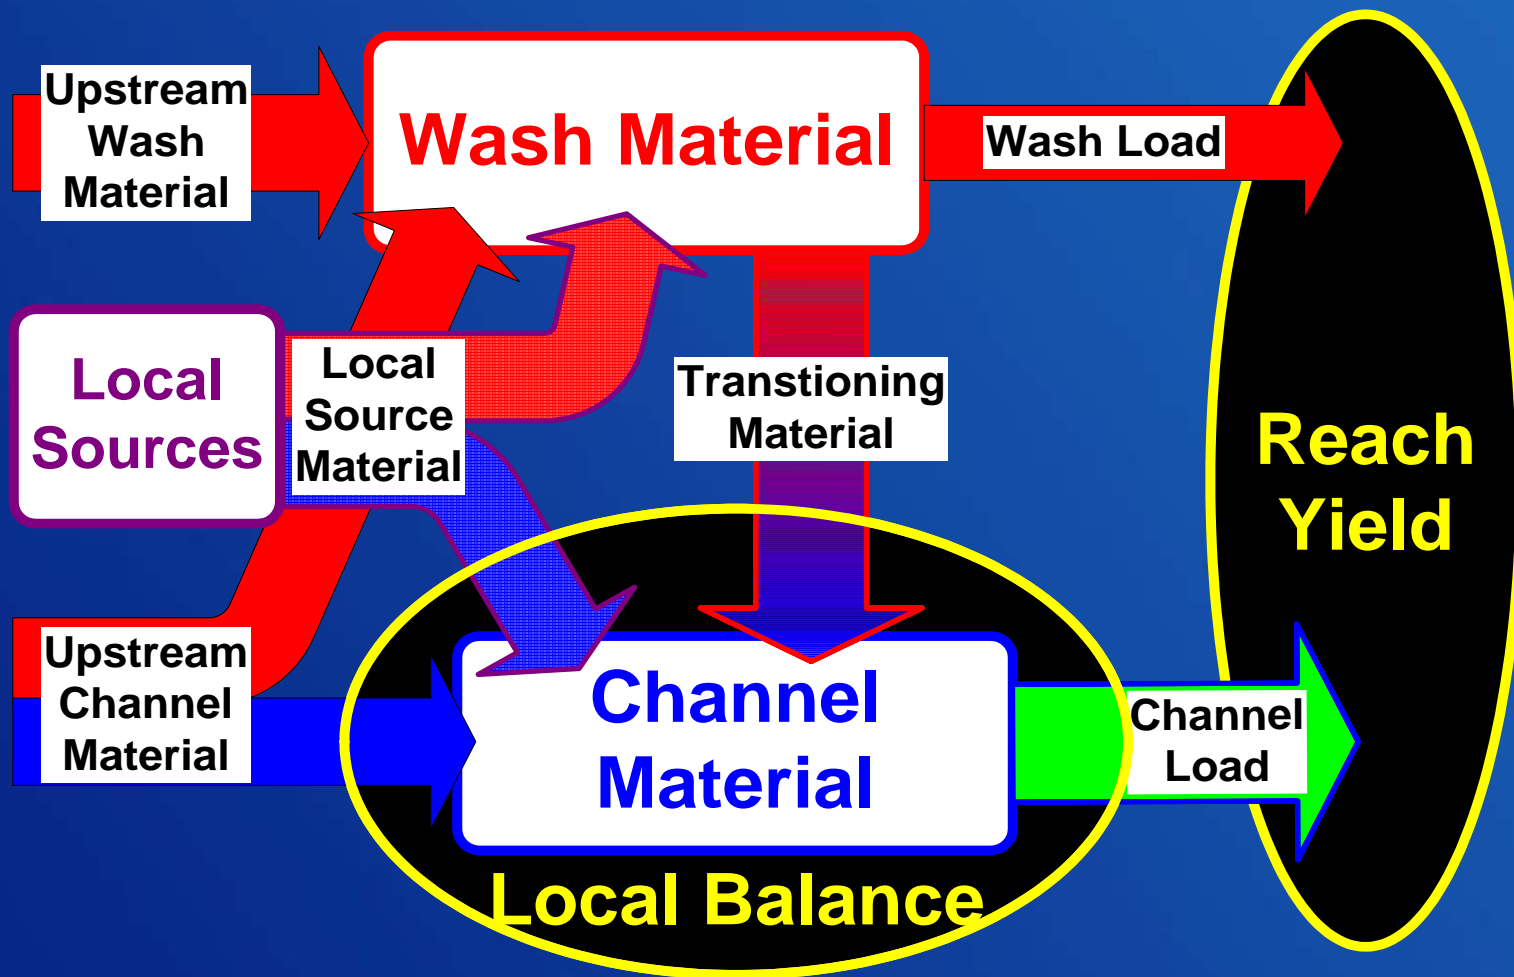 Upstream
Wash
Material
Wash Material
Wash Load
Local
Sources
Local
Source
Material
Transtioning
Material
Reach
Yield
Upstream
Channel
Material
Channel
Material
Channel
Load
Local Balance